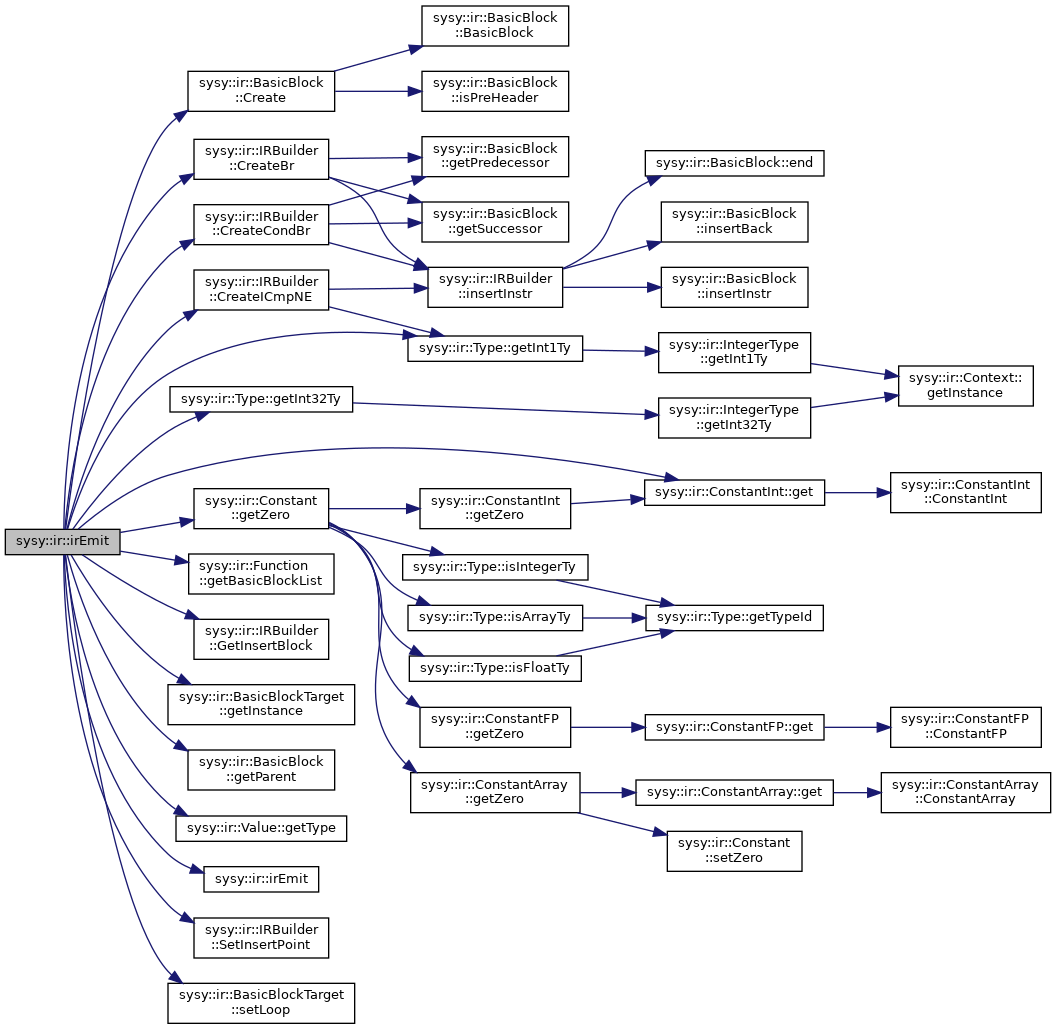 sysy::ir::irEmit
sysy::ir::BasicBlock
::Create
sysy::ir::BasicBlock
::BasicBlock
sysy::ir::BasicBlock
::isPreHeader
sysy::ir::IRBuilder
::CreateBr
sysy::ir::BasicBlock
::getPredecessor
sysy::ir::BasicBlock
::getSuccessor
sysy::ir::IRBuilder
::CreateCondBr
sysy::ir::IRBuilder
::insertInstr
sysy::ir::BasicBlock::end
sysy::ir::BasicBlock
::insertBack
sysy::ir::BasicBlock
::insertInstr
sysy::ir::IRBuilder
::CreateICmpNE
sysy::ir::Type::getInt1Ty
sysy::ir::IntegerType
::getInt1Ty
sysy::ir::Context::
getInstance
sysy::ir::Type::getInt32Ty
sysy::ir::IntegerType
::getInt32Ty
sysy::ir::Constant
::getZero
sysy::ir::ConstantInt
::getZero
sysy::ir::ConstantInt::get
sysy::ir::ConstantInt
::ConstantInt
sysy::ir::Type::isIntegerTy
sysy::ir::Type::isArrayTy
sysy::ir::Type::getTypeId
sysy::ir::Type::isFloatTy
sysy::ir::ConstantFP
::getZero
sysy::ir::ConstantFP::get
sysy::ir::ConstantFP
::ConstantFP
sysy::ir::ConstantArray
::getZero
sysy::ir::ConstantArray::get
sysy::ir::ConstantArray
::ConstantArray
sysy::ir::Constant
::setZero
sysy::ir::Function
::getBasicBlockList
sysy::ir::IRBuilder
::GetInsertBlock
sysy::ir::BasicBlockTarget
::getInstance
sysy::ir::BasicBlock
::getParent
sysy::ir::Value::getType
sysy::ir::irEmit
sysy::ir::IRBuilder
::SetInsertPoint
sysy::ir::BasicBlockTarget
::setLoop